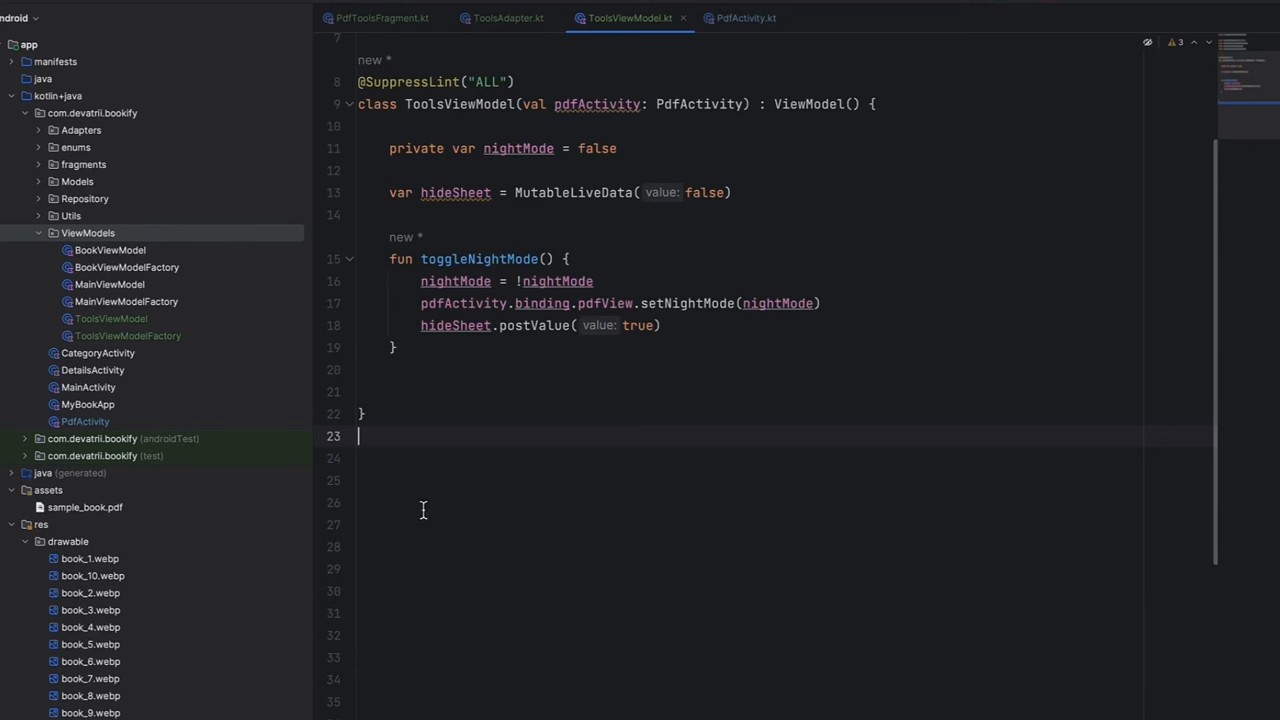 ndroid
PdfToolsFragment.kt
ToolsAdapter.kt
ToolsViewModel.kt
PdfActivity.kt
app
manifests
java
kotlin+java
com.devatrii.bookify
Adapters
enums
fragments
Models
Repository
Utils
ViewModels
BookViewModel
BookViewModelFactory
MainViewModel
MainViewModelFactory
ToolsViewModel
ToolsViewModelFactory
CategoryActivity
DetailsActivity
MainActivity
MyBookApp
PdfActivity
com.devatrii.bookify (androidTest)
com.devatrii.bookify (test)
java (generated)
assets
sample_book.pdf
res
drawable
book_1.webp
book_10.webp
book_2.webp
book_3.webp
book_4.webp
book_5.webp
book_6.webp
book_7.webp
book_8.webp
book_9.webp
7
3
new *
8 @SuppressLint("ALL")
9 class ToolsViewModel(val pdfActivity: PdfActivity) : ViewModel() {
10
11 private var nightMode = false
12
13 var hideSheet = MutableLiveData( value: false)
14
new *
15 fun toggleNightMode() {
16 nightMode = !nightMode
17 pdfActivity.binding.pdfView.setNightMode(nightMode)
18 hideSheet.postValue( value: true)
19 }
20
21
22 }
23
24
25
26
27
28
29
30
31
32
33
34
35